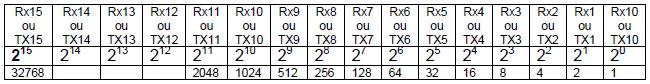 Rx15 Rx14 Rx13 Rx12 Rx11 Rx10 Rx9 Rx8 Rx7 Rx6 Rx5 Rx4 Rx3 Rx2 Rx1 Rx10
ou ou ou ou ou ou ou ou ou ou ou ou ou ou ou ou
TX15 TX14 TX13 TX12 TX11 TX10 TX9 TX8 TX7 TX6 TX5 TX4 TX3 TX2 TX1 TX10
2¹⁵ 2¹⁴ 2¹³ 2¹² 2¹¹ 2¹⁰ 2⁹ 2⁸ 2⁷ 2⁶ 2⁵ 2⁴ 2³ 2² 2¹ 2⁰
32768 2048 1024 512 256 128 64 32 16 8 4 2 1